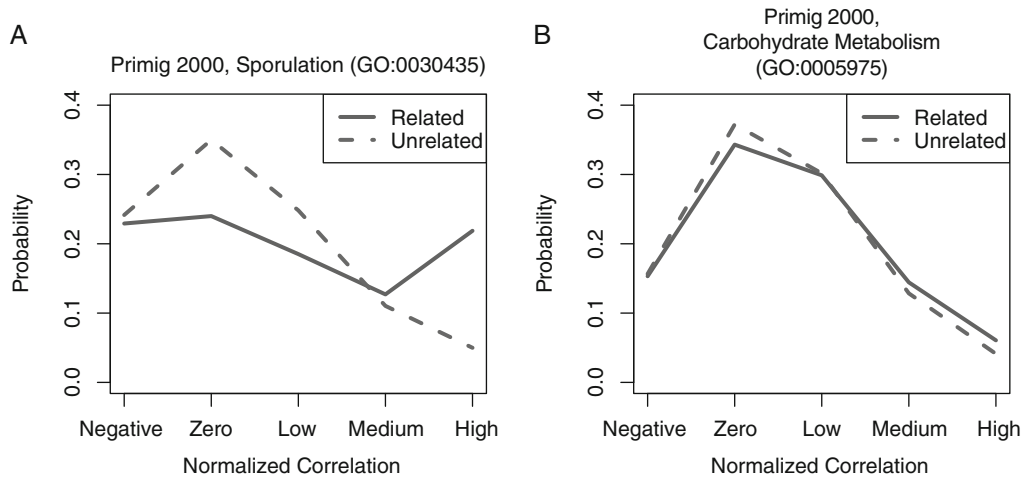 A
Primig 2000, Sporulation (GO:0030435)
Related
Unrelated
Probability
0.4
0.3
0.2
0.1
0.0
Negative Zero Low Medium High
Normalized Correlation
B
Primig 2000,
Carbohydrate Metabolism
(GO:0005975)
Related
Unrelated
Probability
0.4
0.3
0.2
0.1
0.0
Negative Zero Low Medium High
Normalized Correlation